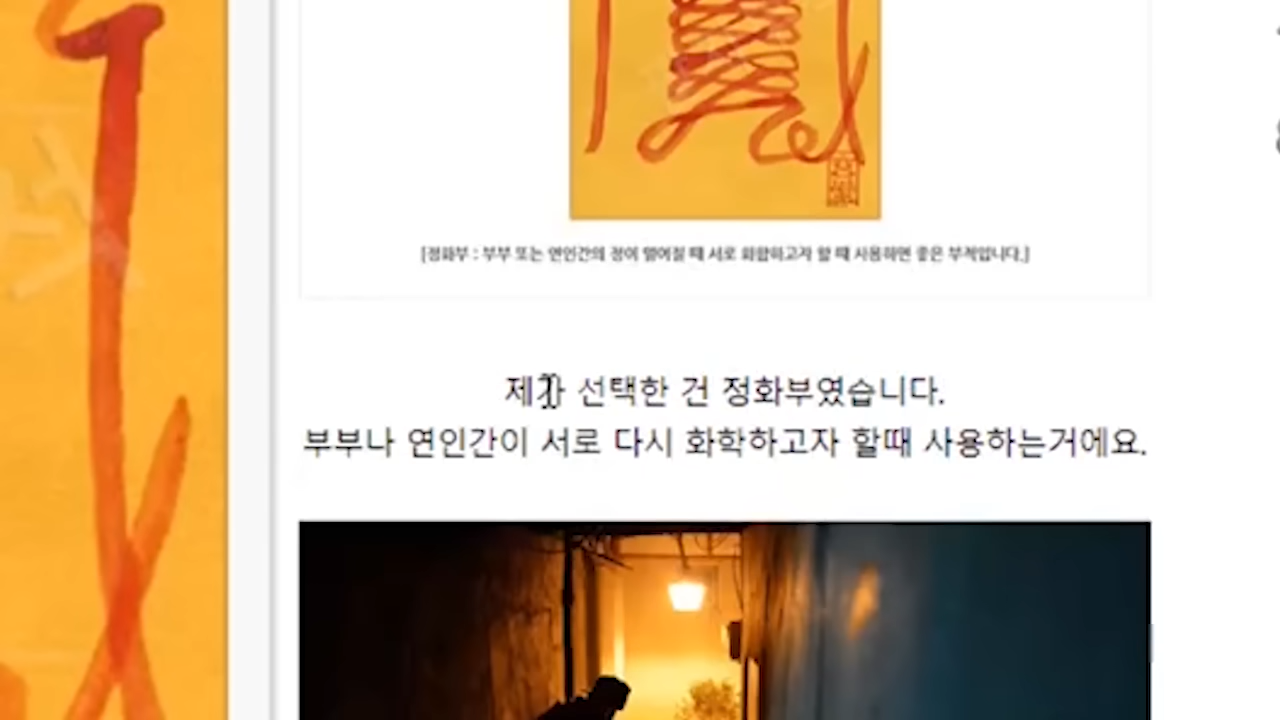 [정화부 : 부부 또는 연인간의 정이 떨어질 때 서로 화합하고자 할 때 사용하면 좋은 부적입니다.]
제가 선택한 건 정화부였습니다.
부부나 연인간이 서로 다시 화학하고자 할때 사용하는거에요.